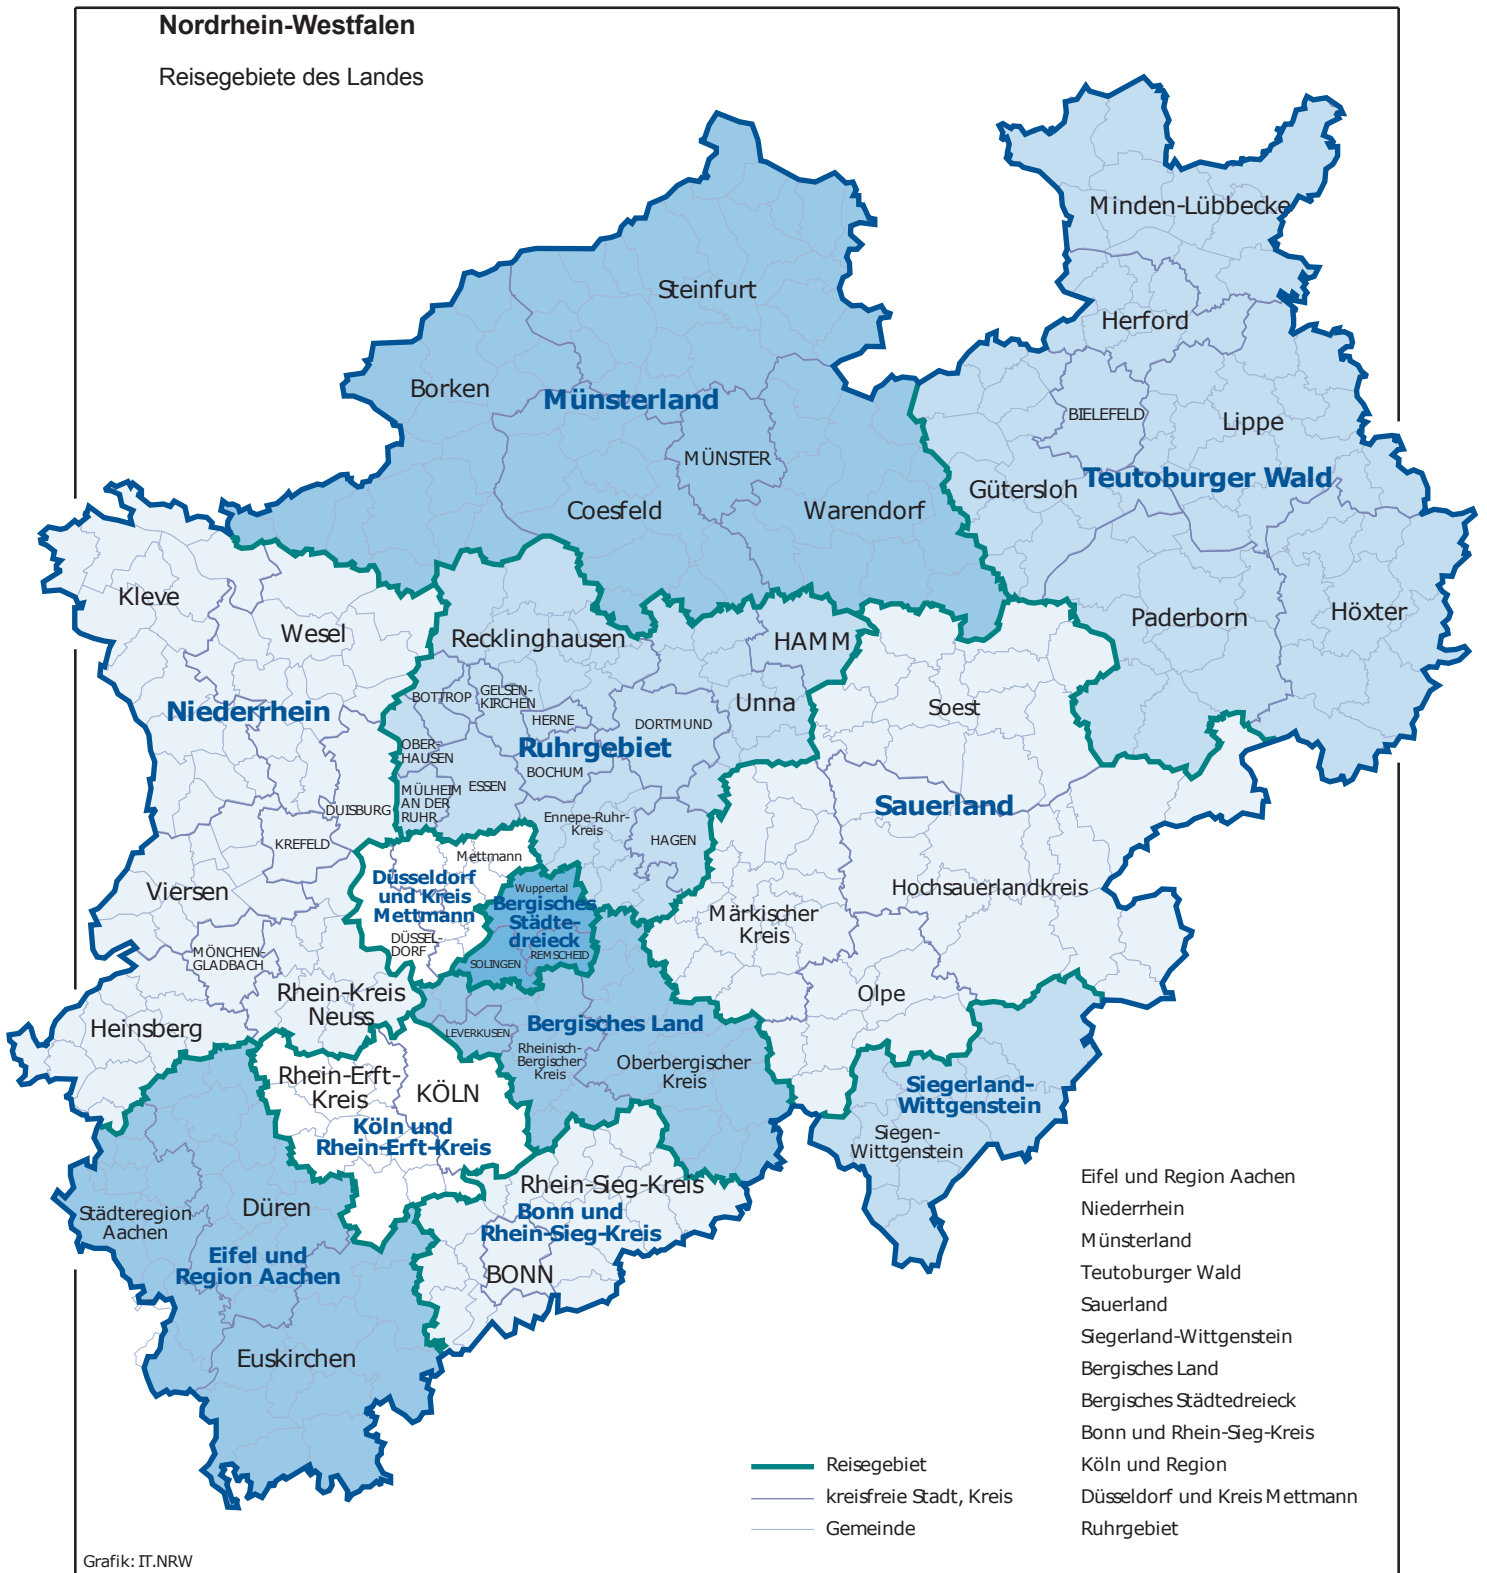 Nordrhein-Westfalen
Reisegebiete des Landes
Minden-Lübbecke
Steinfurt
Herford
Borken
Münsterland
BIELEFELD
Lippe
MÜNSTER
Teutoburger Wald
Gütersloh
Coesfeld
Warendorf
Kleve
Wesel
Recklinghausen
HAMM
Paderborn
Höxter
Niederrhein
BOTTROP
GELSEN-
KIRCHEN
HERNE
DORTMUND
Unna
Soest
OBER-
HAUSEN
Ruhrgebiet
BOCHUM
MÜLHEIM
AN DER
RUHR
ESSEN
DUISBURG
Ennepe-Ruhr-
Kreis
HAGEN
Sauerland
KREFELD
Mettmann
Viersen
Düsseldorf
und Kreis
Mettmann
Wuppertal
Bergisches
Städte-
dreieck
Hochsauerlandkreis
Märkischer
Kreis
DÜSSEL-
DORF
SOLINGEN
REMSCHEID
MÖNCHEN-
GLADBACH
Rhein-Kreis
Neuss
Olpe
Heinsberg
LEVERKUSEN
Bergisches Land
Rheinisch-
Bergischer
Kreis
Oberbergischer
Kreis
Rhein-Erft-
Kreis
KÖLN
Köln und
Rhein-Erft-Kreis
Siegerland-
Wittgenstein
Siegen-
Wittgenstein
Städteregion
Aachen
Düren
Rhein-Sieg-Kreis
Bonn und
Rhein-Sieg-Kreis
Eifel und
Region Aachen
BONN
Euskirchen
Eifel und Region Aachen
Niederrhein
Münsterland
Teutoburger Wald
Sauerland
Siegerland-Wittgenstein
Bergisches Land
Bergisches Städtedreieck
Bonn und Rhein-Sieg-Kreis
Köln und Region
Düsseldorf und Kreis Mettmann
Ruhrgebiet
Reisegebiet
kreisfreie Stadt, Kreis
Gemeinde
Grafik: IT.NRW